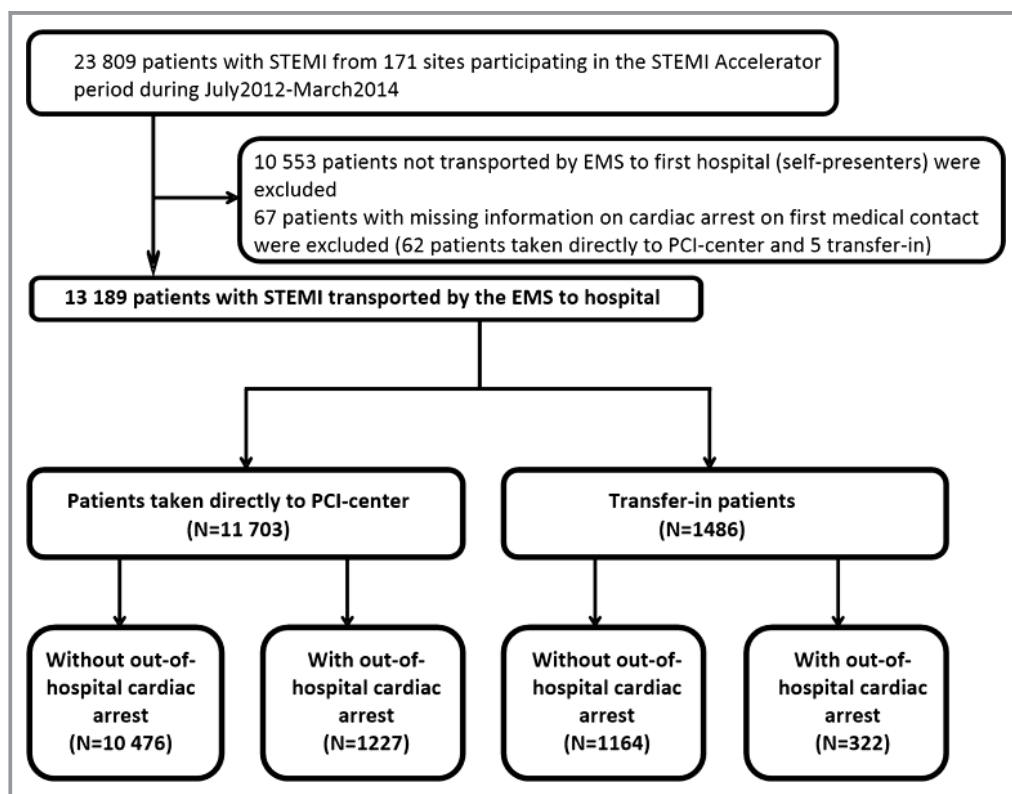 23 809 patients with STEMI from 171 sites participating in the STEMI Accelerator
period during July2012-March2014
10 553 patients not transported by EMS to first hospital (self-presenters) were
excluded
67 patients with missing information on cardiac arrest on first medical contact
were excluded (62 patients taken directly to PCI-center and 5 transfer-in)
13 189 patients with STEMI transported by the EMS to hospital
Patients taken directly to PCI-center
(N=11 703)
Transfer-in patients
(N=1486)
Without out-of-
hospital cardiac
arrest
(N=10 476)
With out-of-
hospital cardiac
arrest
(N=1227)
Without out-of-
hospital cardiac
arrest
(N=1164)
With out-of-
hospital cardiac
arrest
(N=322)